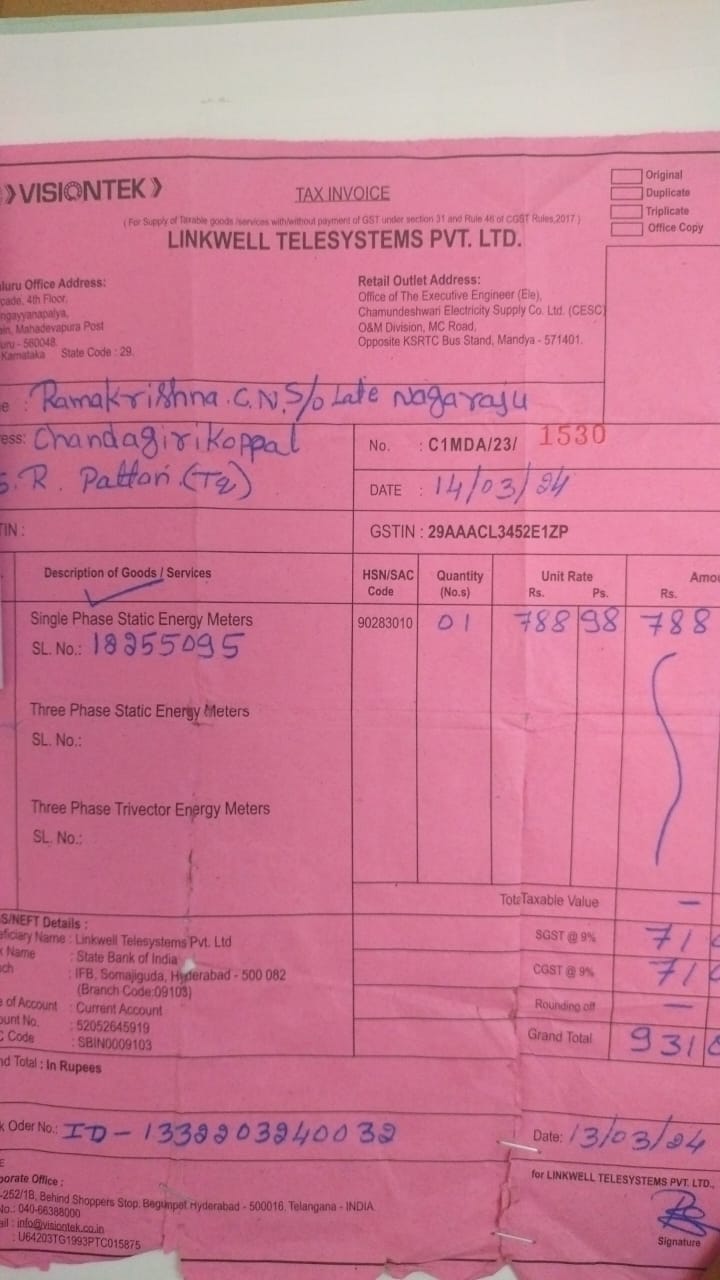 VISIONTEK
TAX INVOICE
Original
Duplicate
Triplicate
Office Copy
( For Supply of Taxable goods /services with/without payment of GST under section 31 and Rule 46 of CGST Rules,2017 )
LINKWELL TELESYSTEMS PVT. LTD.
luru Office Address:
cade, 4th Floor,
ngayyanapalya,
in, Mahadevapura Post
uru - 560048.
Karnataka State Code : 29.
Retail Outlet Address:
Office of The Executive Engineer (Ele),
Chamundeshwari Electricity Supply Co. Ltd. (CESC)
O&M Division, MC Road,
Opposite KSRTC Bus Stand, Mandya - 571401.
e : Ramakrishna. C.N, S/o Late Nagaraju
ess: Chandagirikoppal
S. R. Pattan. (Tq)
No. : C1MDA/23/ 1530
DATE : 14/03/24
TIN :
GSTIN : 29AAACL3452E1ZP
Description of Goods / Services
HSN/SAC Code
Quantity (No.s)
Unit Rate
Rs. Ps.
Amou
Rs.
Single Phase Static Energy Meters 90283010 01 788 98 788
SL. No.: 18255095
Three Phase Static Energy Meters
SL. No.:
Three Phase Trivector Energy Meters
SL. No.:
Taxable Value —
SGST @ 9% 71
CGST @ 9% 71
Rounding off —
Grand Total 931
S/NEFT Details :
eficiary Name : Linkwell Telesystems Pvt. Ltd
k Name : State Bank of India
ch : IFB, Somajiguda, Hyderabad - 500 082
(Branch Code:09103)
e of Account : Current Account
ount No. : 52052645919
C Code : SBIN0009103
nd Total : In Rupees
k Oder No.: ID - 1332203240032
Date: 13/03/24
E
porate Office :
-252/1B, Behind Shoppers Stop, Begumpet Hyderabad - 500016, Telangana - INDIA
No.: 040-66388000
ail : info@visiontek.co.in
: U64203TG1993PTC015875
for LINKWELL TELESYSTEMS PVT. LTD.,
Signature